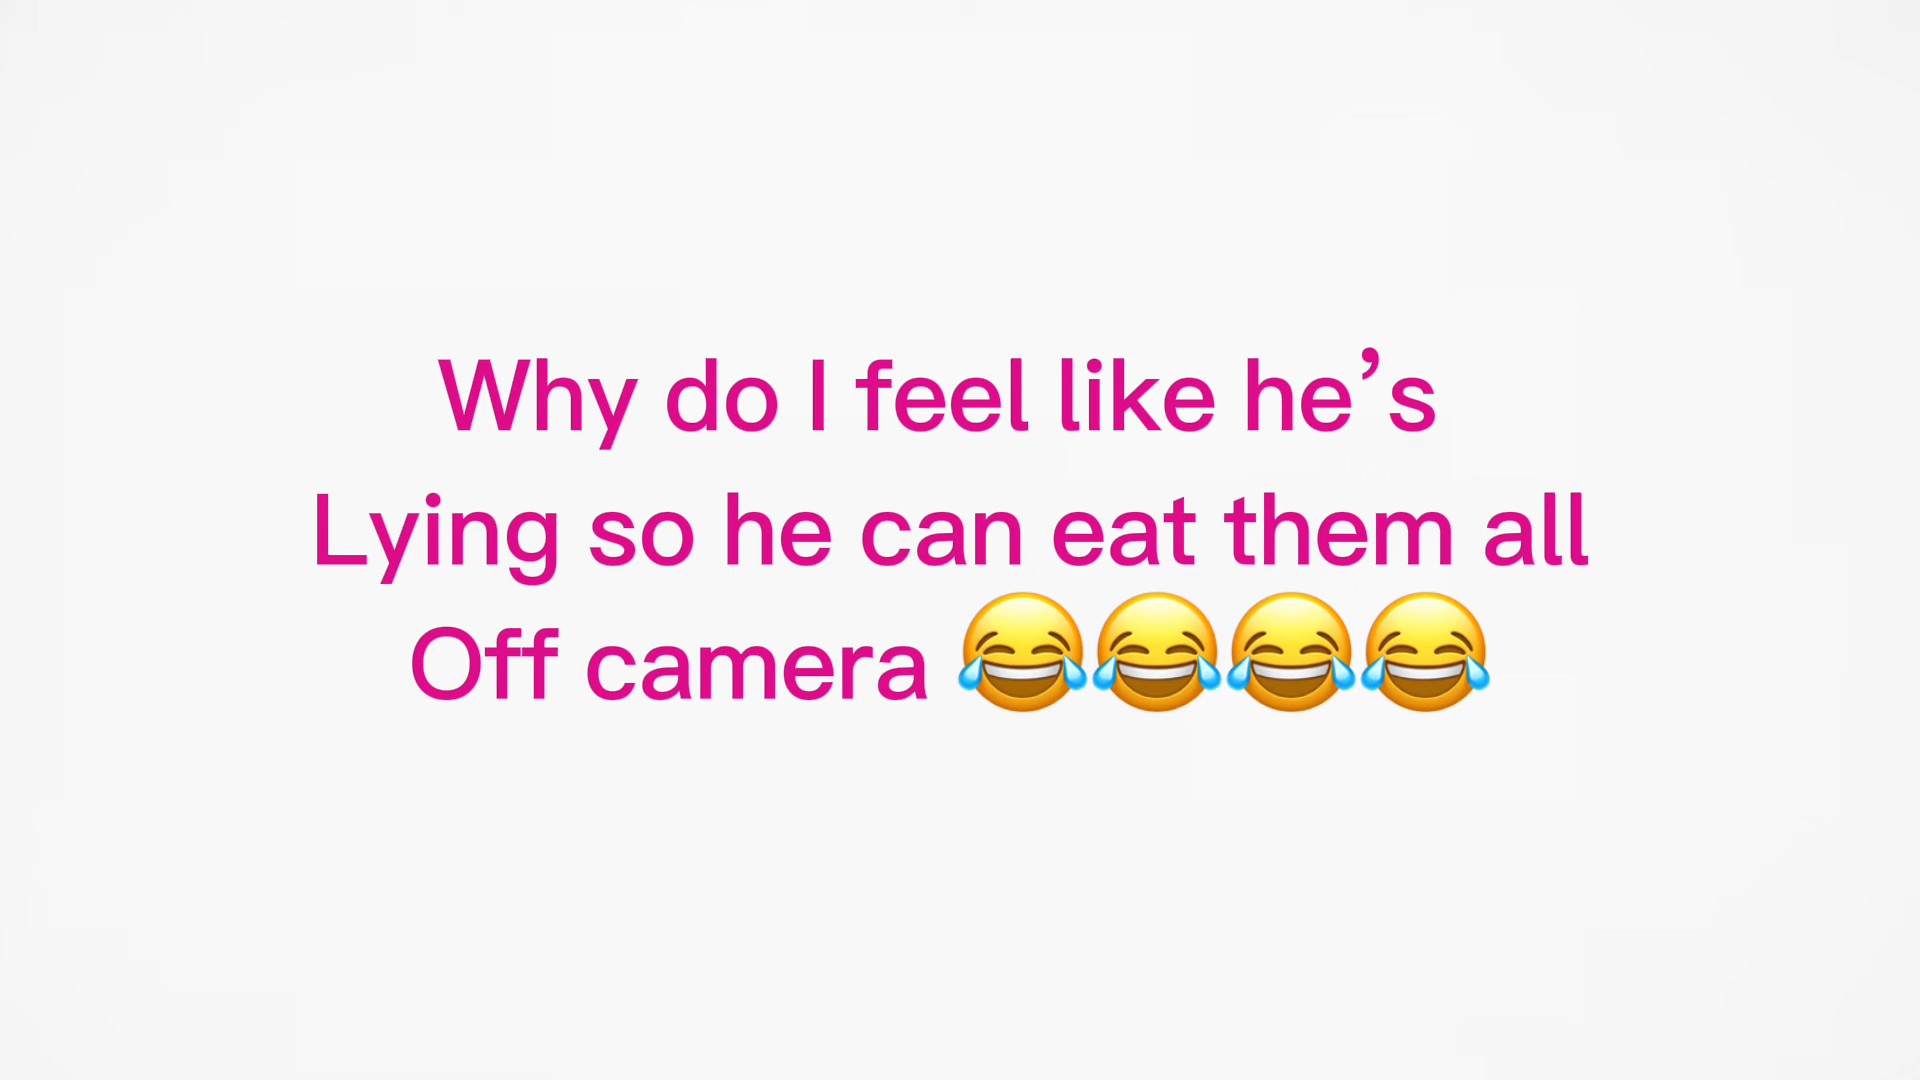 Why do I feel like he’s
Lying so he can eat them all
Off camera 😂😂😂😂